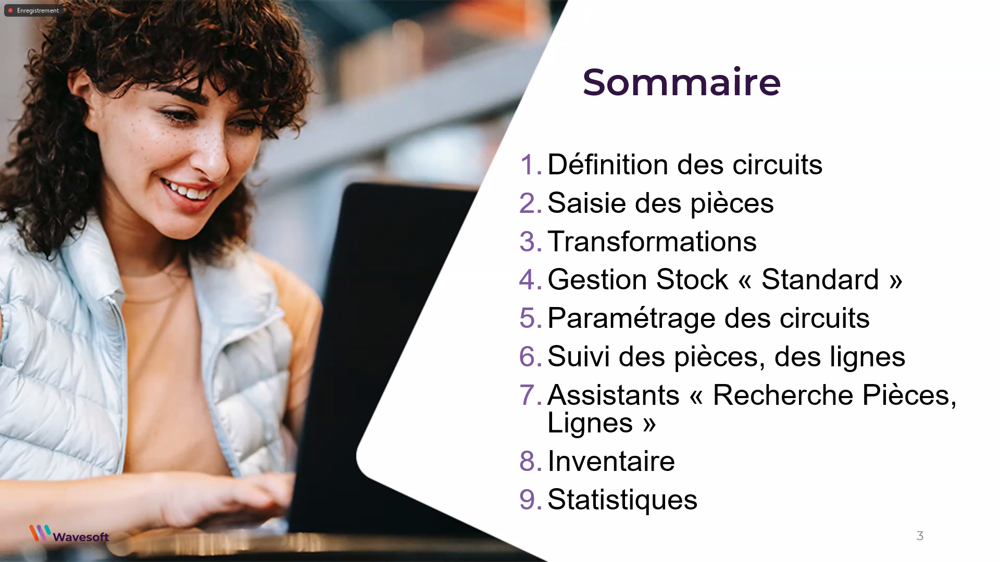 Enregistrement
Sommaire
1. Définition des circuits
2. Saisie des pièces
3. Transformations
4. Gestion Stock « Standard »
5. Paramétrage des circuits
6. Suivi des pièces, des lignes
7. Assistants « Recherche Pièces,
Lignes »
8. Inventaire
9. Statistiques
Wavesoft
3